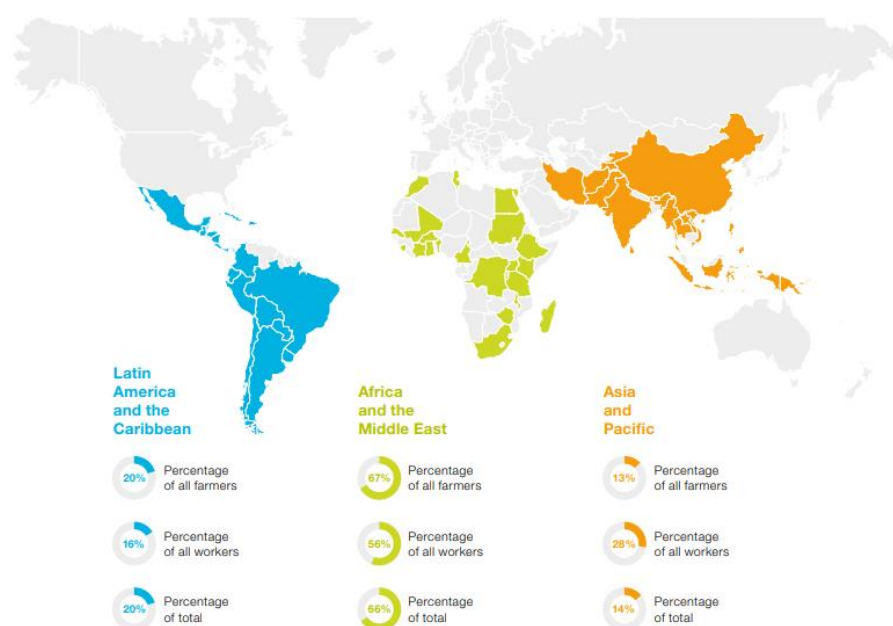 Latin
America
and the
Caribbean
20%
Percentage
of all farmers
16%
Percentage
of all workers
20%
Percentage
of total
Africa
and the
Middle East
67%
Percentage
of all farmers
56%
Percentage
of all workers
66%
Percentage
of total
Asia
and
Pacific
13%
Percentage
of all farmers
28%
Percentage
of all workers
14%
Percentage
of total